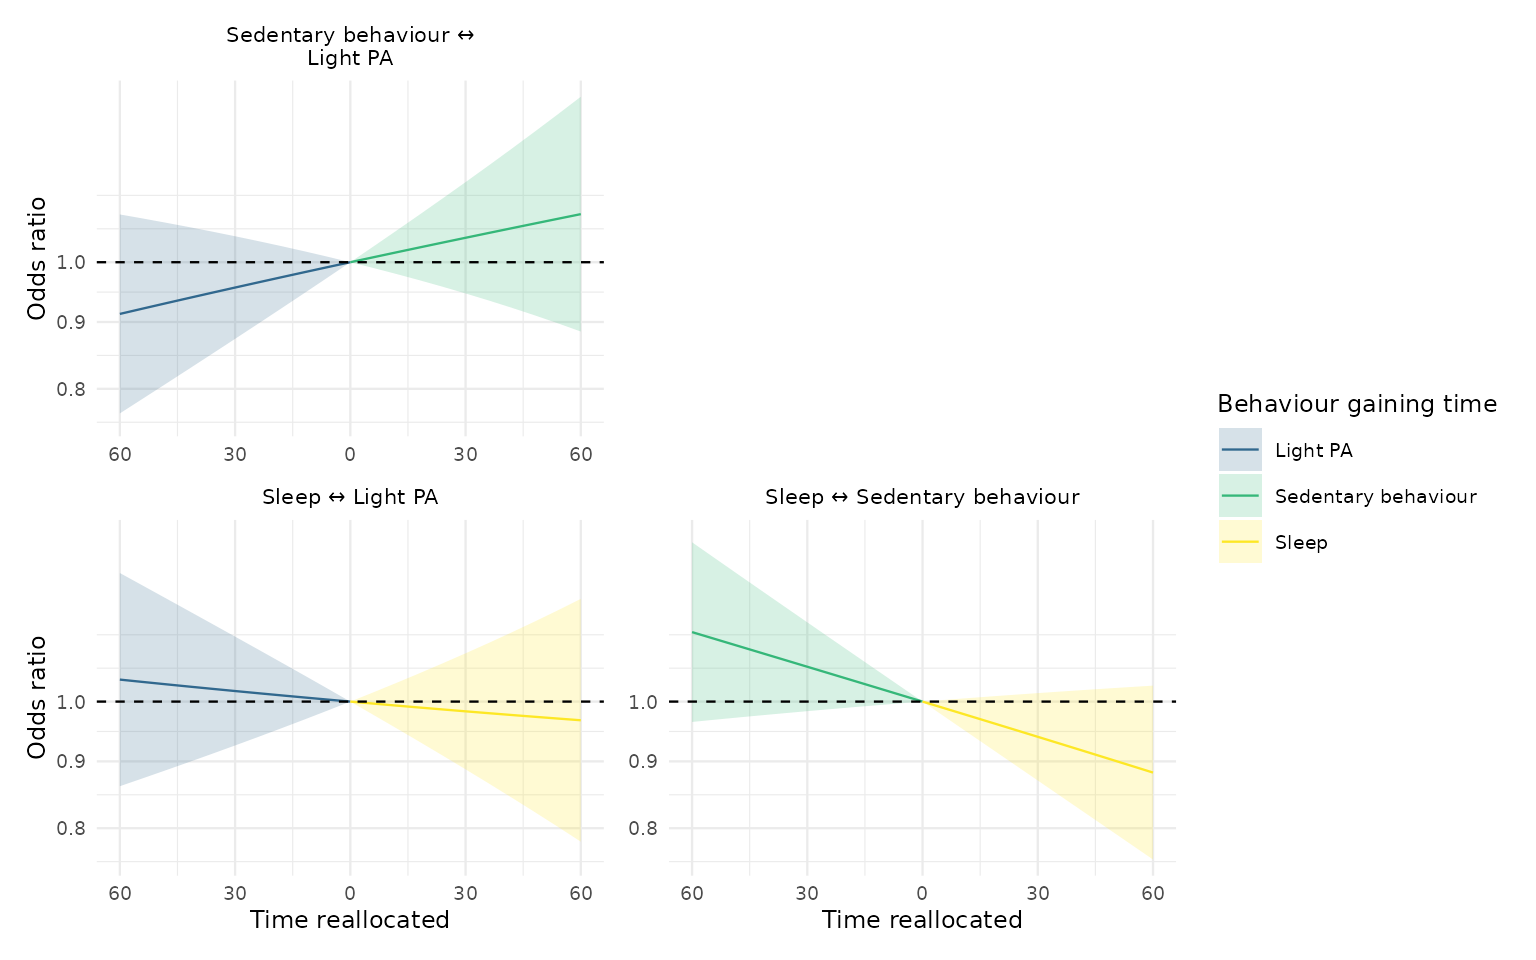 Sedentary behaviour ↔
Light PA
Odds ratio
1.0
0.9
0.8
60 30 0 30 60
Sleep ↔ Light PA
Odds ratio
1.0
0.9
0.8
60 30 0 30 60
Time reallocated
Sleep ↔ Sedentary behaviour
1.0
0.9
0.8
60 30 0 30 60
Time reallocated
Behaviour gaining time
Light PA
Sedentary behaviour
Sleep